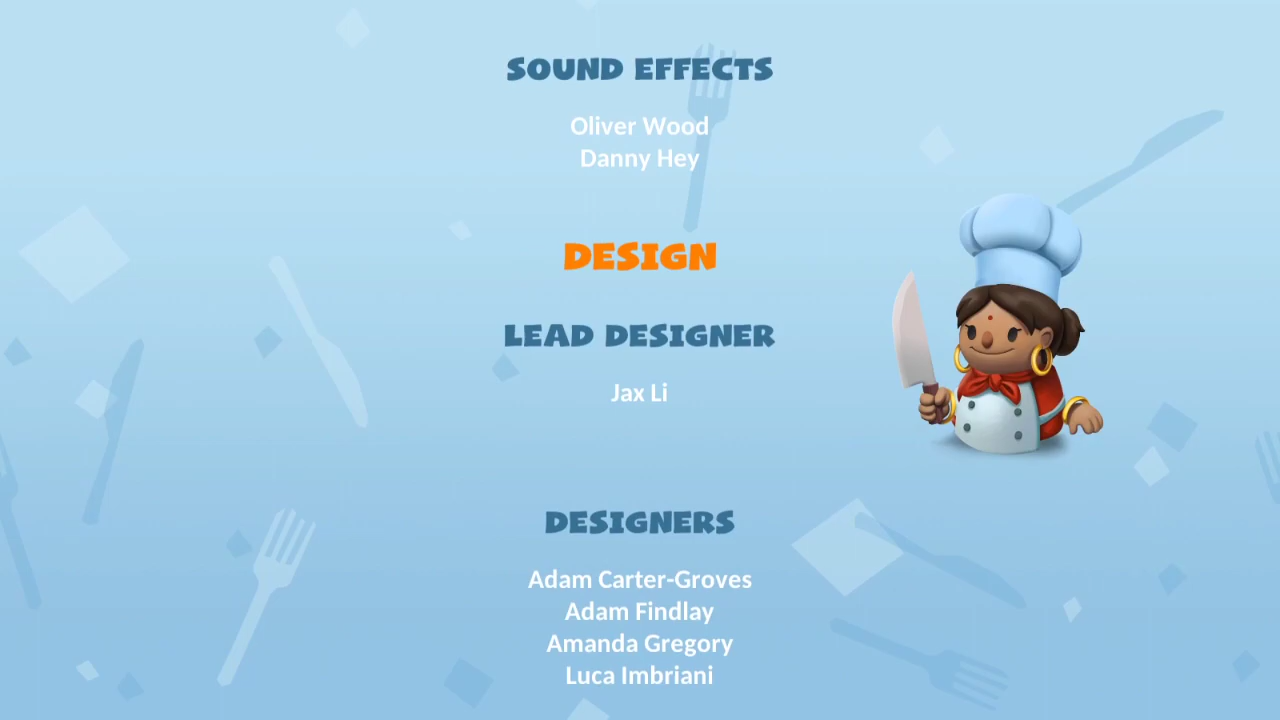 SOUND EFFECTS
Oliver Wood
Danny Hey
DESIGN
LEAD DESIGNER
Jax Li
DESIGNERS
Adam Carter-Groves
Adam Findlay
Amanda Gregory
Luca Imbriani